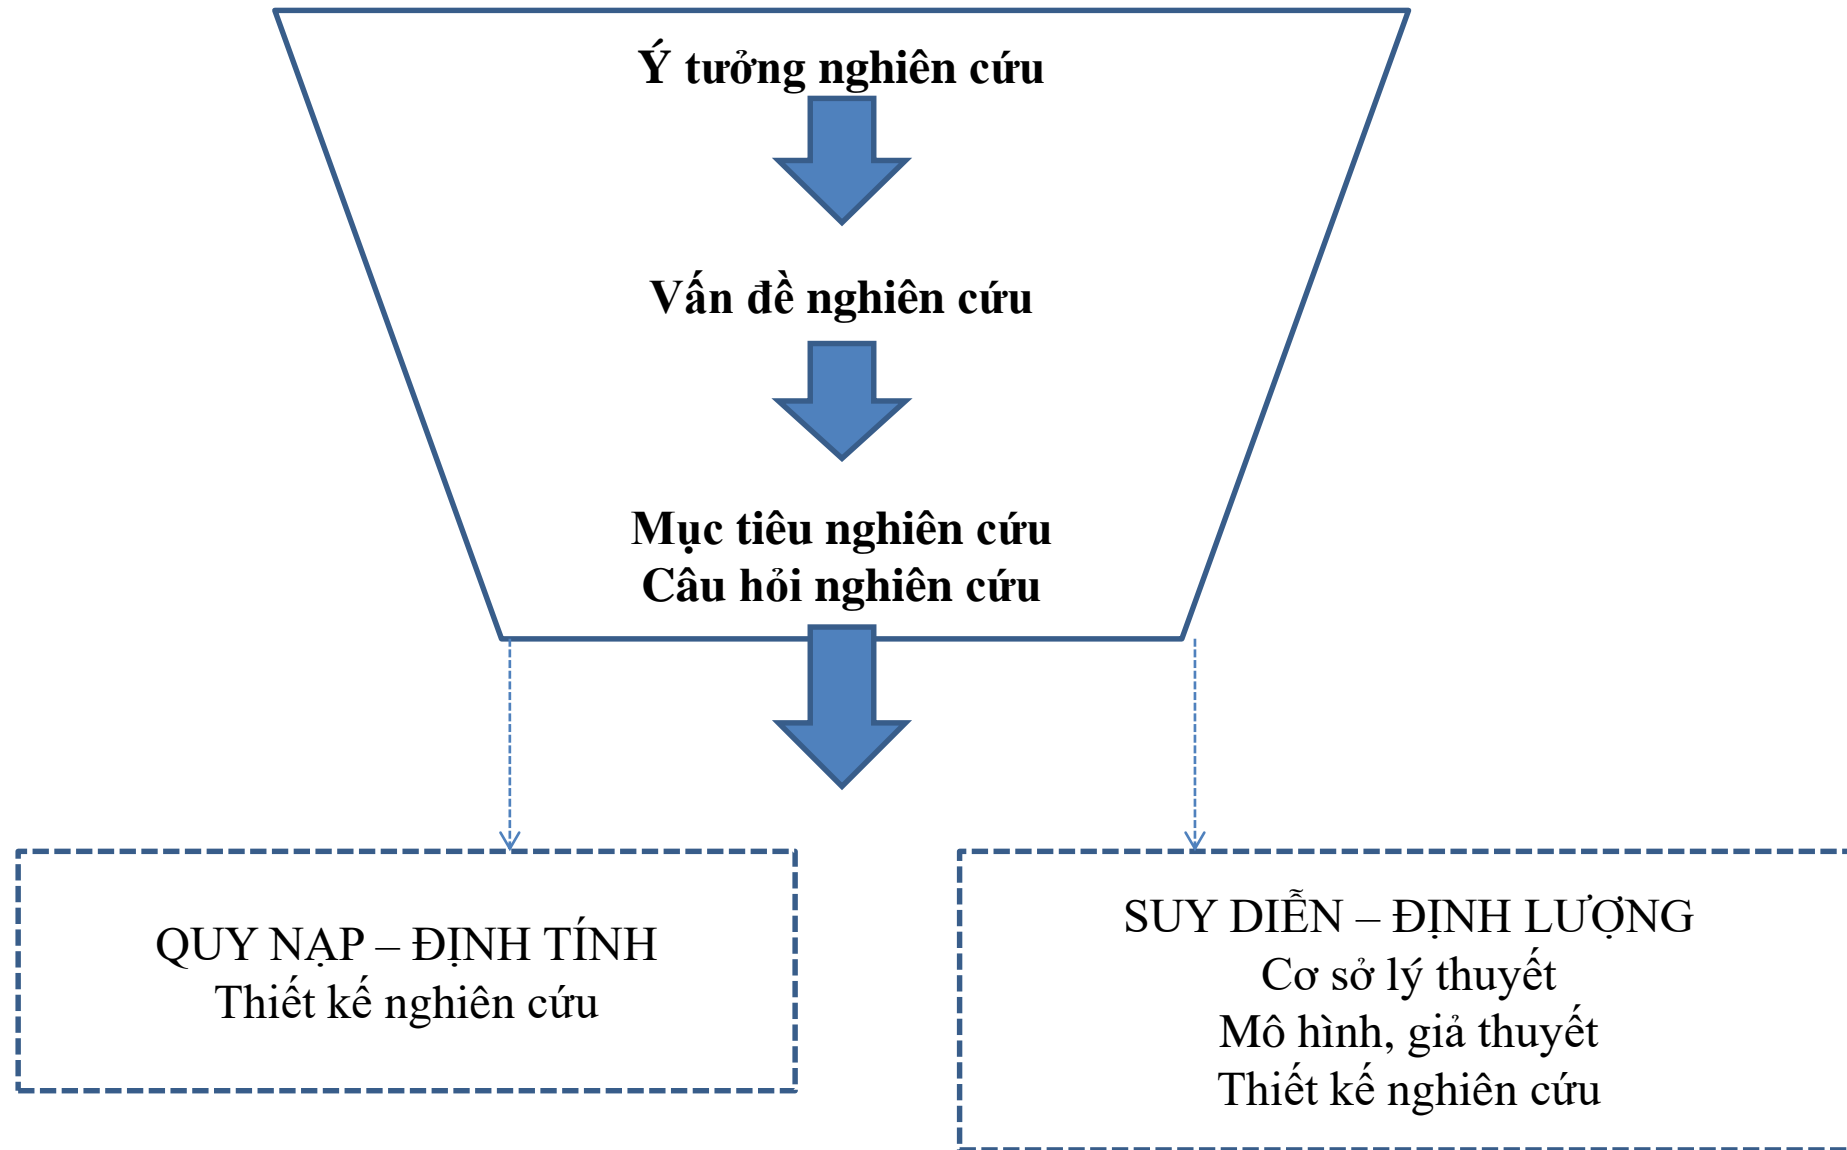 Ý tưởng nghiên cứu
Vấn đề nghiên cứu
Mục tiêu nghiên cứu
Câu hỏi nghiên cứu
QUY NẠP – ĐỊNH TÍNH
Thiết kế nghiên cứu
SUY DIỄN – ĐỊNH LƯỢNG
Cơ sở lý thuyết
Mô hình, giả thuyết
Thiết kế nghiên cứu